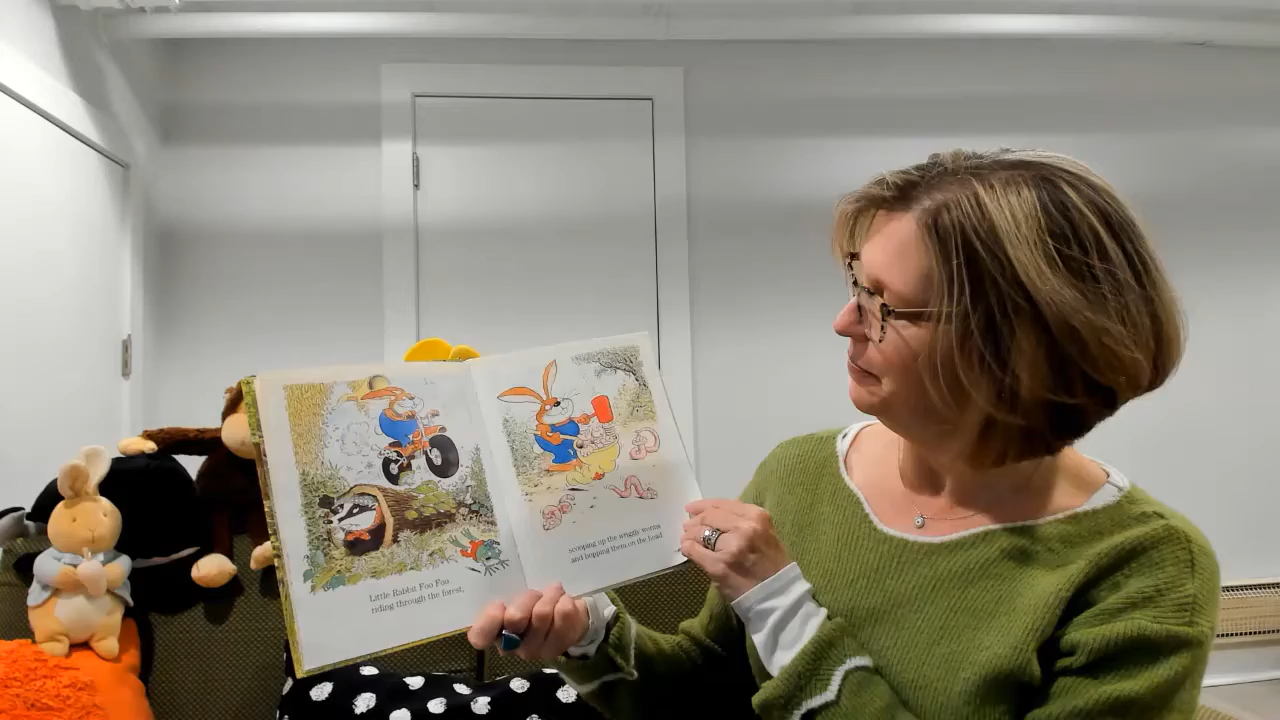 Little Rabbit Foo Foo
riding through the forest,
scooping up the wriggly worms
and bopping them on the head